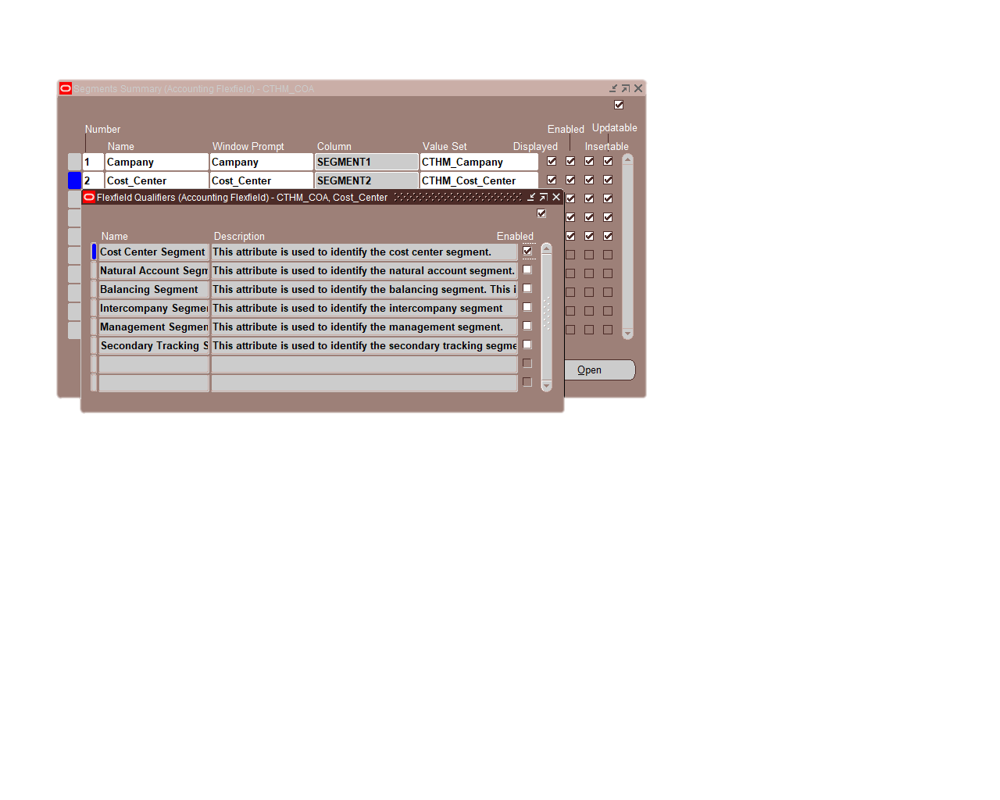 Segments Summary (Accounting Flexfield) - CTHM_COA
Number
Enabled
Updatable
Name
Window Prompt
Column
Value Set
Displayed
Insertable
1 Campany Campany SEGMENT1 CTHM_Campany
2 Cost_Center Cost_Center SEGMENT2 CTHM_Cost_Center
Flexfield Qualifiers (Accounting Flexfield) - CTHM_COA, Cost_Center
Name Description Enabled
Cost Center Segment This attribute is used to identify the cost center segment.
Natural Account Segm This attribute is used to identify the natural account segment.
Balancing Segment This attribute is used to identify the balancing segment. This i
Intercompany Segmen This attribute is used to identify the intercompany segment
Management Segmen This attribute is used to identify the management segment.
Secondary Tracking S This attribute is used to identify the secondary tracking segme
Open